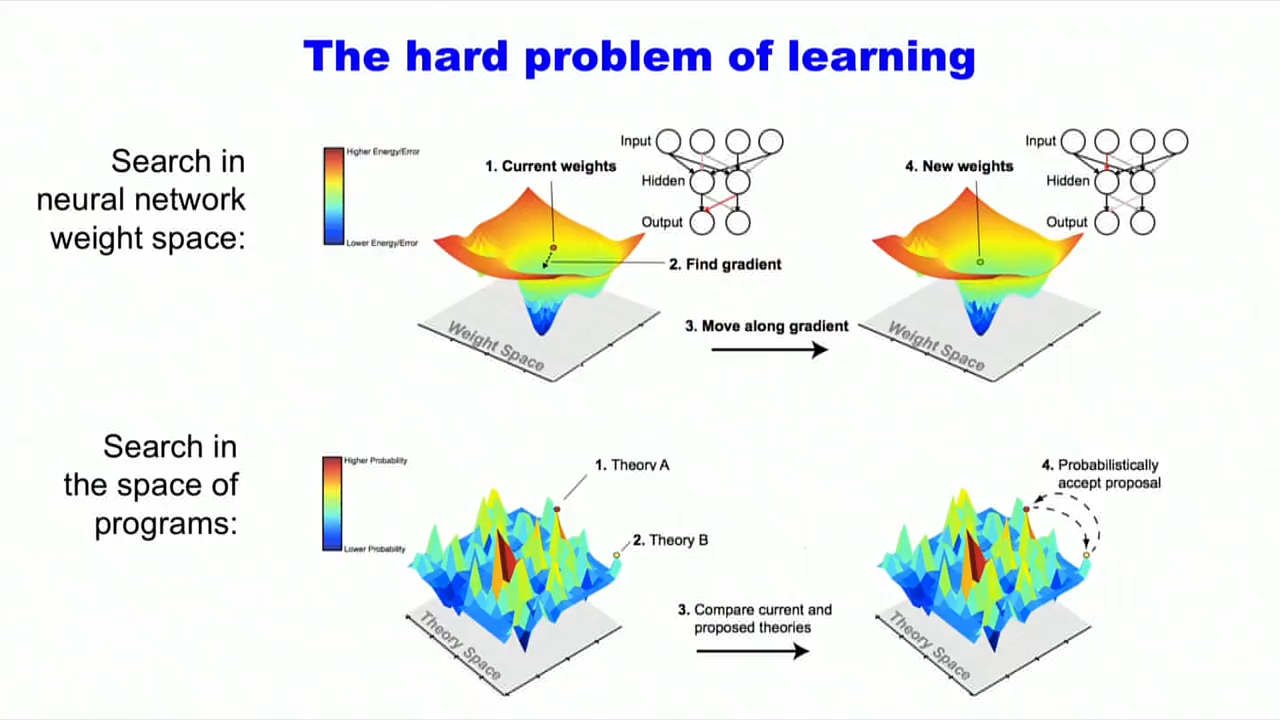 The hard problem of learning
Search in
neural network
weight space:
Higher Energy/Error
Lower Energy/Error
1. Current weights
Input
Hidden
Output
2. Find gradient
Weight Space
3. Move along gradient
4. New weights
Input
Hidden
Output
Weight Space
Search in
the space of
programs:
Higher Probability
Lower Probability
1. Theory A
2. Theory B
Theory Space
3. Compare current and
proposed theories
4. Probabilistically
accept proposal
Theory Space